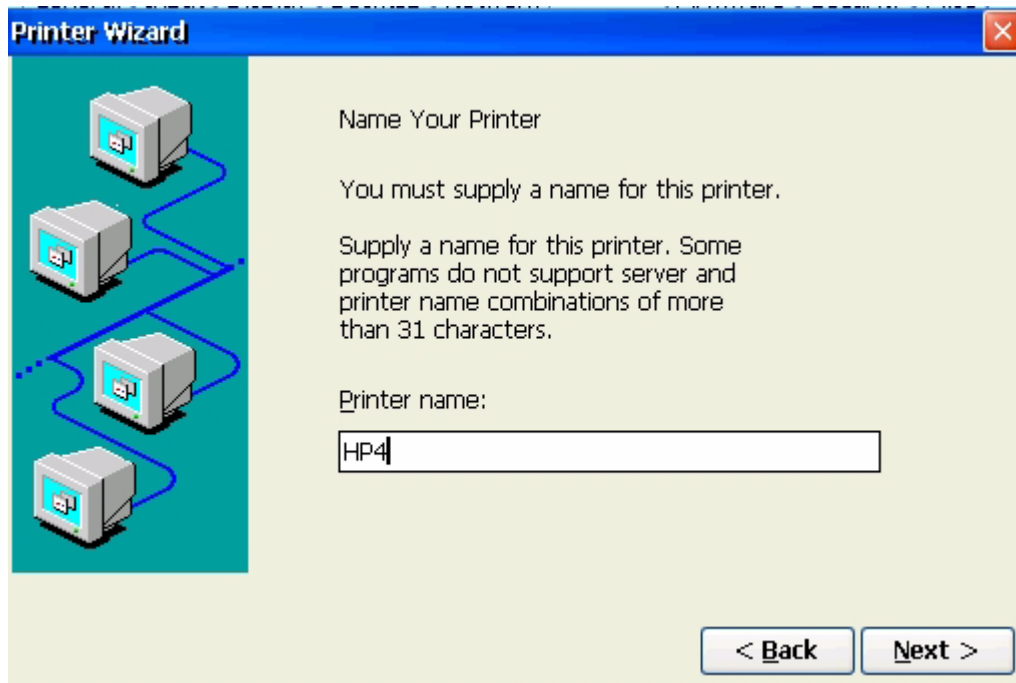 Printer Wizard
Name Your Printer
You must supply a name for this printer.
Supply a name for this printer. Some
programs do not support server and
printer name combinations of more
than 31 characters.
Printer name:
HP4
< Back
Next >